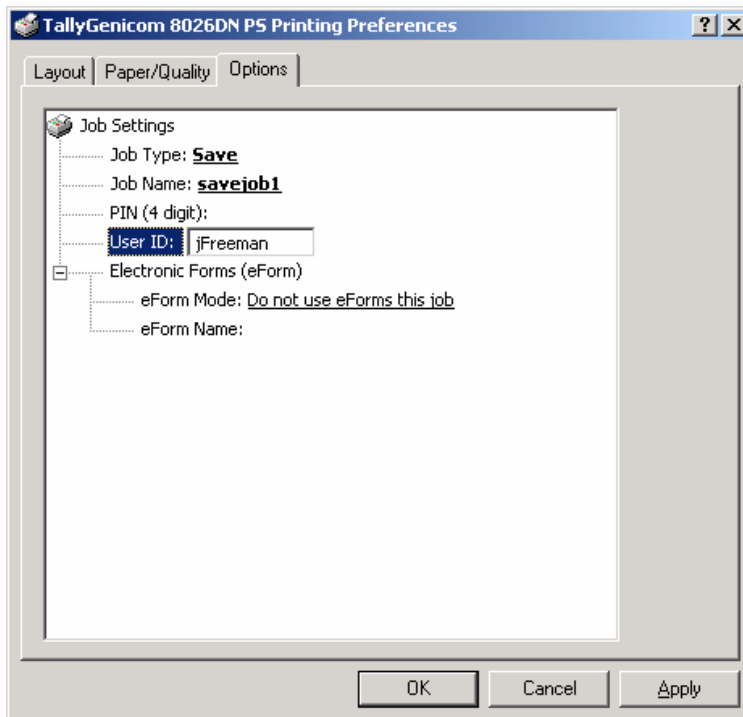 TallyGenicom 8026DN PS Printing Preferences
Layout Paper/Quality Options
Job Settings
Job Type: Save
Job Name: savejob1
PIN (4 digit):
User ID: jFreeman
Electronic Forms (eForm)
eForm Mode: Do not use eForms this job
eForm Name:
OK Cancel Apply